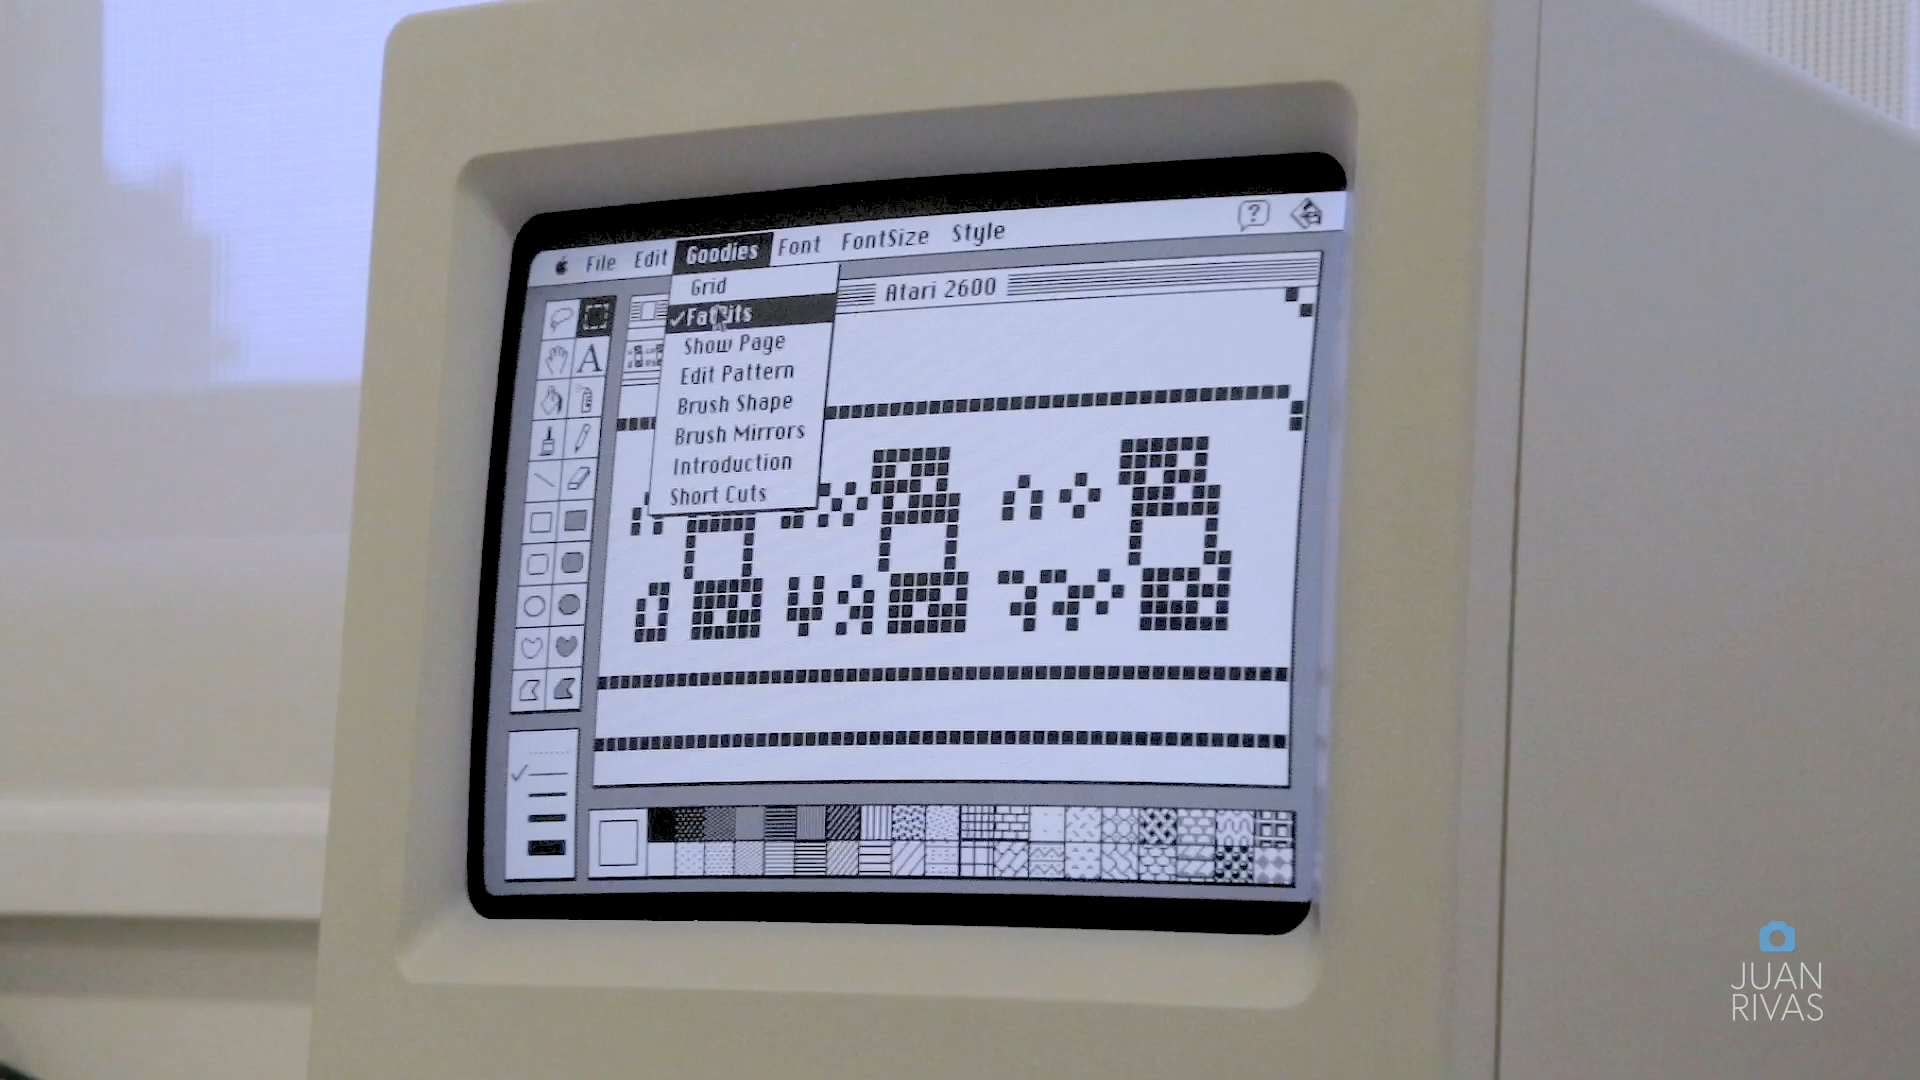 File Edit Goodies Font FontSize Style ?
Atari 2600
Grid
✓FatBits
Show Page
Edit Pattern
Brush Shape
Brush Mirrors
Introduction
Short Cuts
A
JUAN
RIVAS